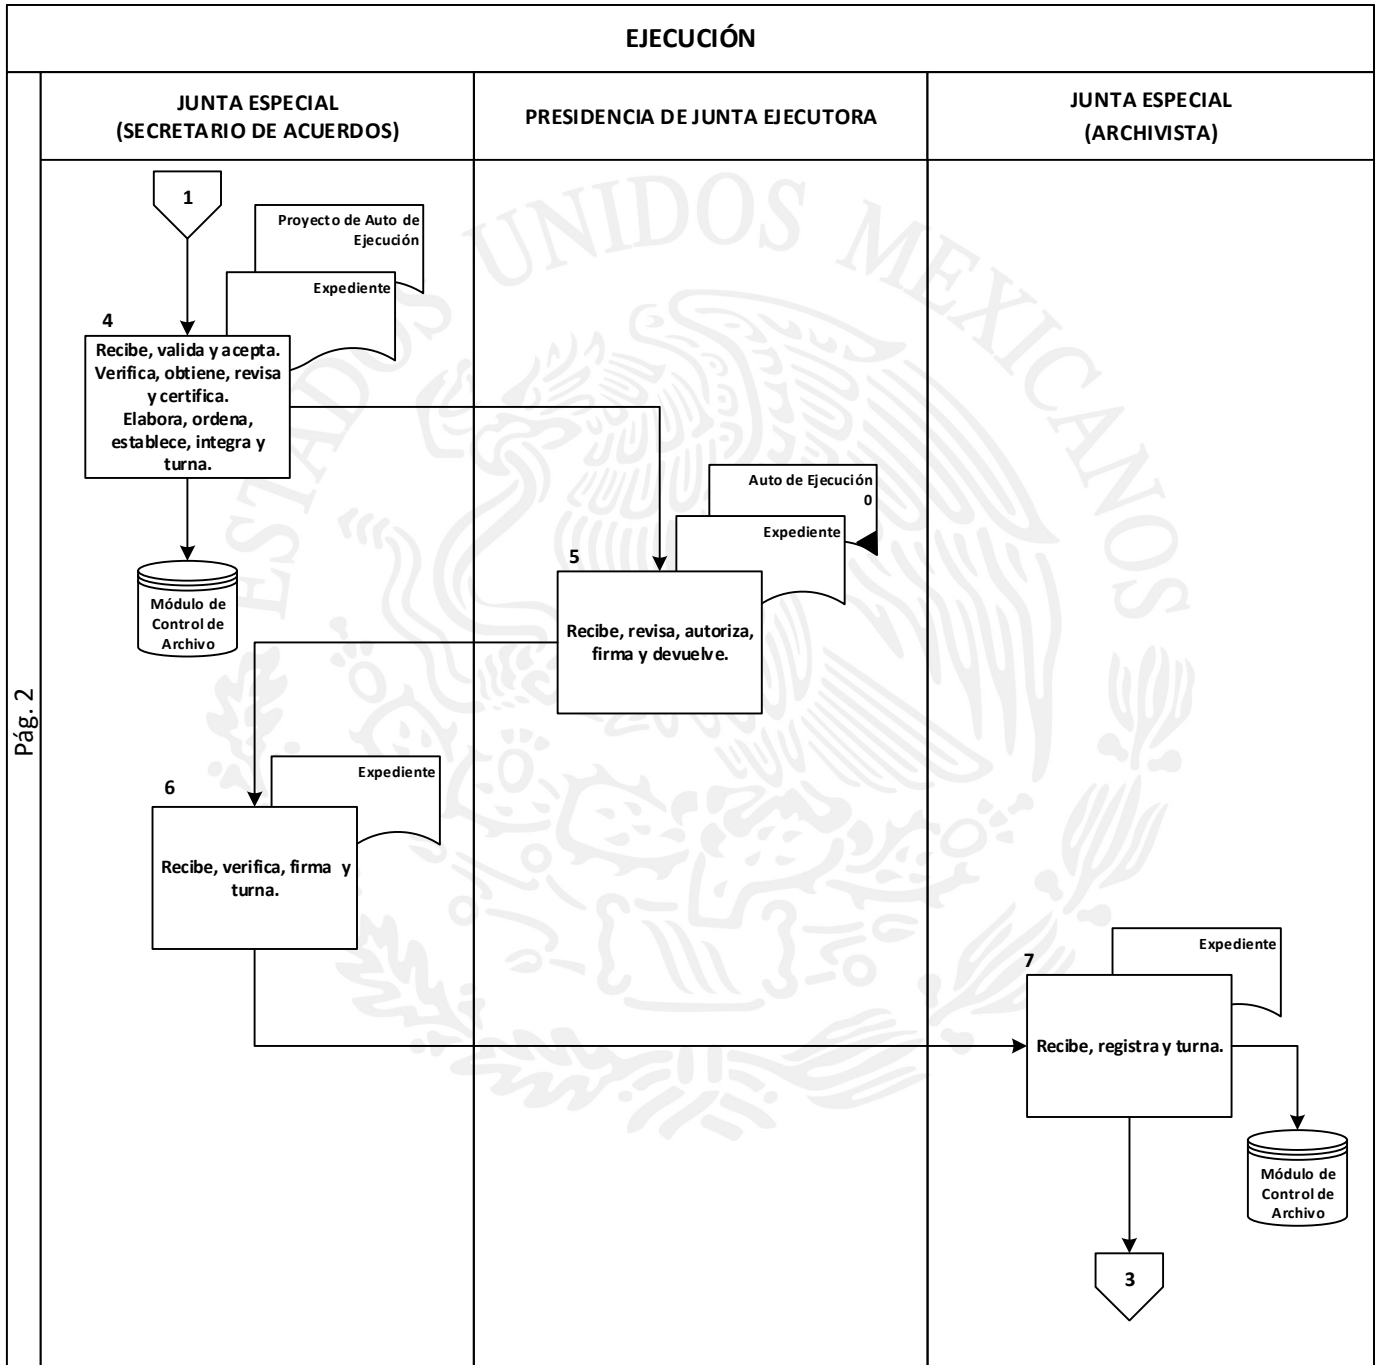 EJECUCIÓN
Pág. 2
JUNTA ESPECIAL
(SECRETARIO DE ACUERDOS)
PRESIDENCIA DE JUNTA EJECUTORA
JUNTA ESPECIAL
(ARCHIVISTA)
ESTADOS UNIDOS MEXICANOS
1
Proyecto de Auto de
Ejecución
Expediente
4
Recibe, valida y acepta.
Verifica, obtiene, revisa
y certifica.
Elabora, ordena,
establece, integra y
turna.
Módulo de
Control de
Archivo
Auto de Ejecución
0
Expediente
5
Recibe, revisa, autoriza,
firma y devuelve.
Expediente
6
Recibe, verifica, firma y
turna.
Expediente
7
Recibe, registra y turna.
Módulo de
Control de
Archivo
3